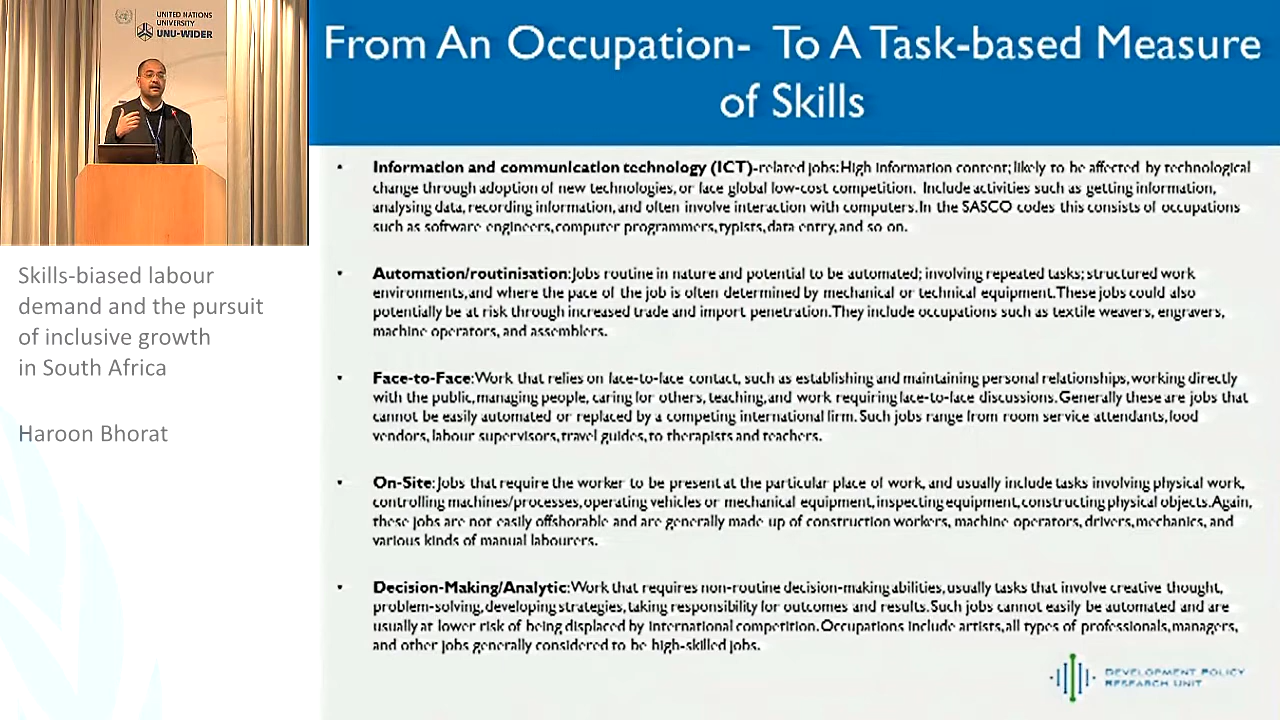 UNITED NATIONS
UNIVERSITY
UNU-WIDER
From An Occupation- To A Task-based Measure
of Skills
• Information and communication technology (ICT)-related jobs: High information content; likely to be affected by technological
change through adoption of new technologies, or face global low-cost competition. Include activities such as getting information,
analysing data, recording information, and often involve interaction with computers. In the SASCO codes this consists of occupations
such as software engineers, computer programmers, typists, data entry, and so on.
• Automation/routinisation: Jobs routine in nature and potential to be automated; involving repeated tasks; structured work
environments, and where the pace of the job is often determined by mechanical or technical equipment. These jobs could also
potentially be at risk through increased trade and import penetration. They include occupations such as textile weavers, engravers,
machine operators, and assemblers.
• Face-to-Face: Work that relies on face-to-face contact, such as establishing and maintaining personal relationships, working directly
with the public, managing people, caring for others, teaching, and work requiring face-to-face discussions. Generally these are jobs that
cannot be easily automated or replaced by a competing international firm. Such jobs range from room service attendants, food
vendors, labour supervisors, travel guides, to therapists and teachers.
• On-Site: Jobs that require the worker to be present at the particular place of work, and usually include tasks involving physical work,
controlling machines/processes, operating vehicles or mechanical equipment, inspecting equipment, constructing physical objects. Again,
these jobs are not easily offshorable and are generally made up of construction workers, machine operators, drivers, mechanics, and
various kinds of manual labourers.
• Decision-Making/Analytic: Work that requires non-routine decision-making abilities, usually tasks that involve creative thought,
problem-solving, developing strategies, taking responsibility for outcomes and results. Such jobs cannot easily be automated and are
usually at lower risk of being displaced by international competition. Occupations include artists, all types of professionals, managers,
and other jobs generally considered to be high-skilled jobs.
DEVELOPMENT POLICY
RESEARCH UNIT
Skills-biased labour
demand and the pursuit
of inclusive growth
in South Africa
Haroon Bhorat